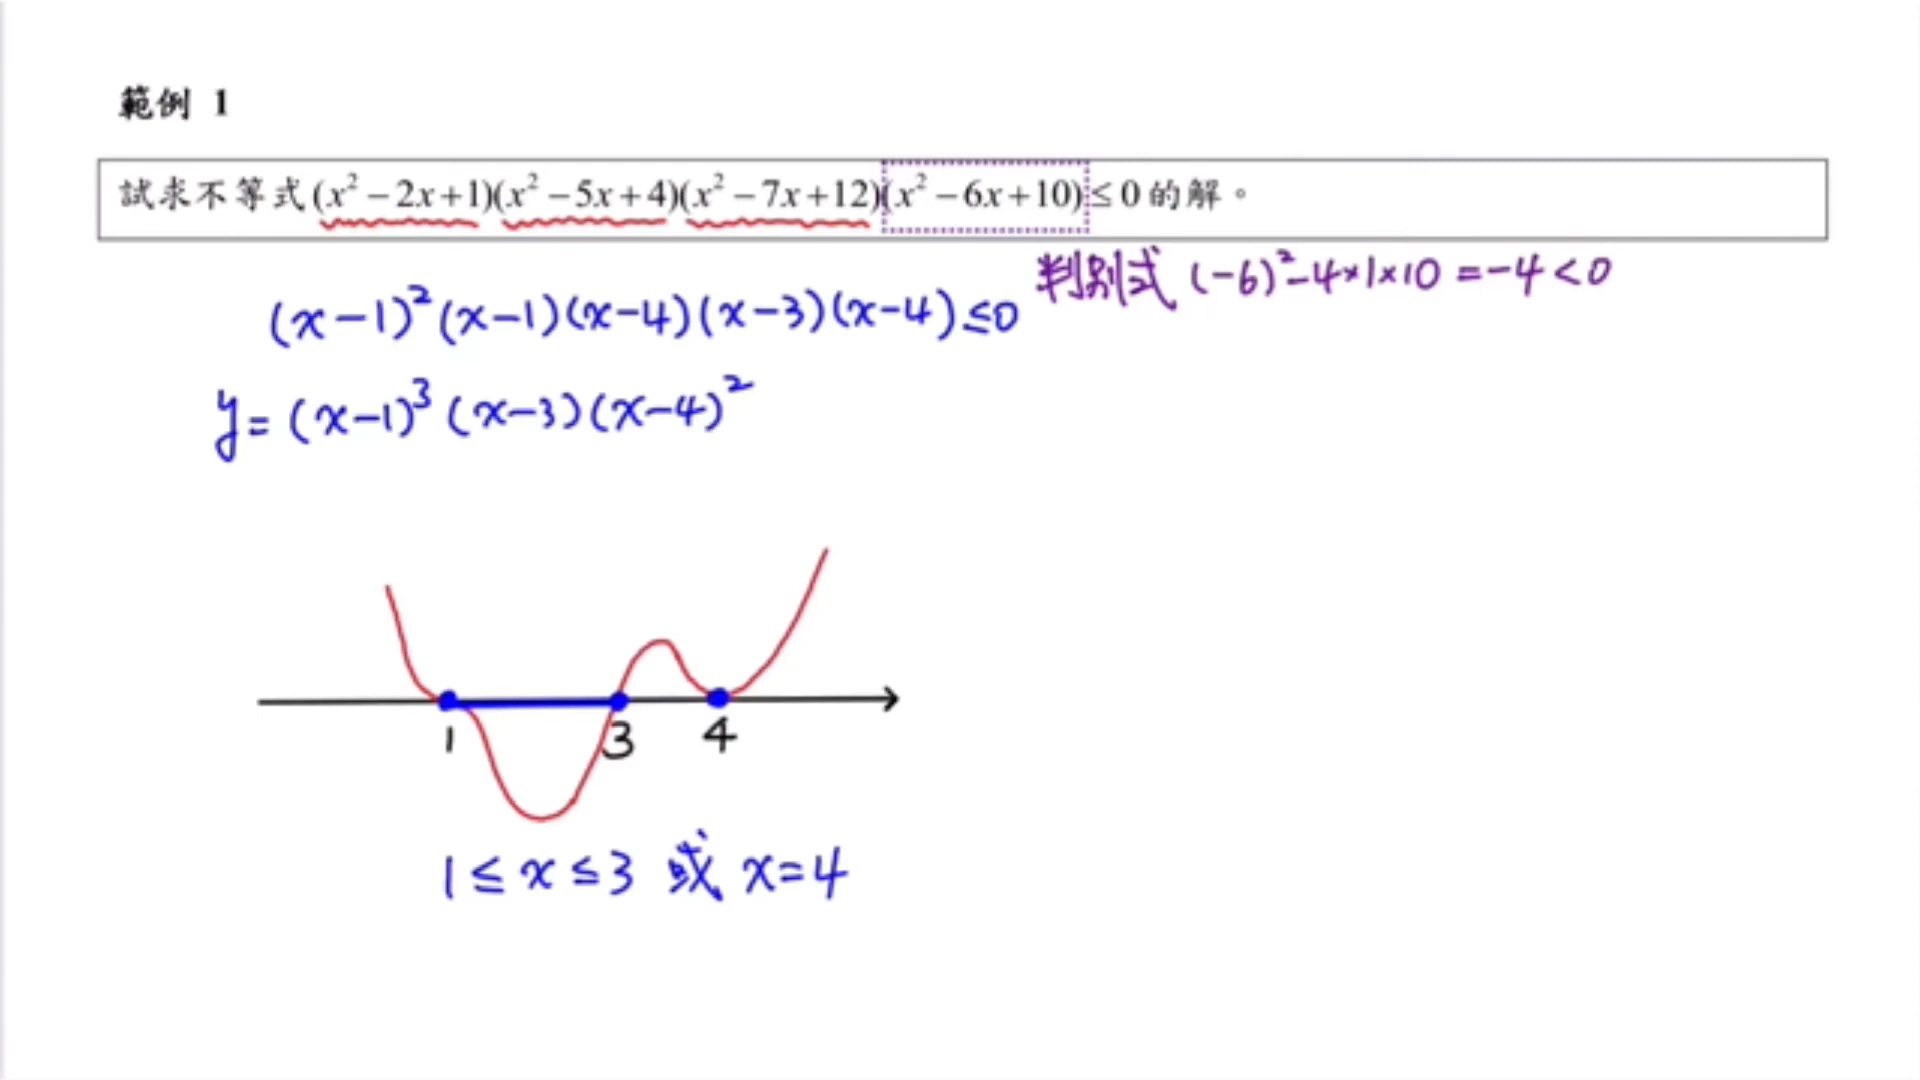 範例 1
試求不等式(x² − 2x+1)(x² − 5x+4)(x² − 7x+12)(x² − 6x+10) ≤ 0 的解。
判別式 (-6)²-4×1×10 = -4 < 0
(x-1)²(x-1)(x-4)(x-3)(x-4) ≤ 0
y = (x-1)³(x-3)(x-4)²
1 3 4
1 ≤ x ≤ 3 或 x=4